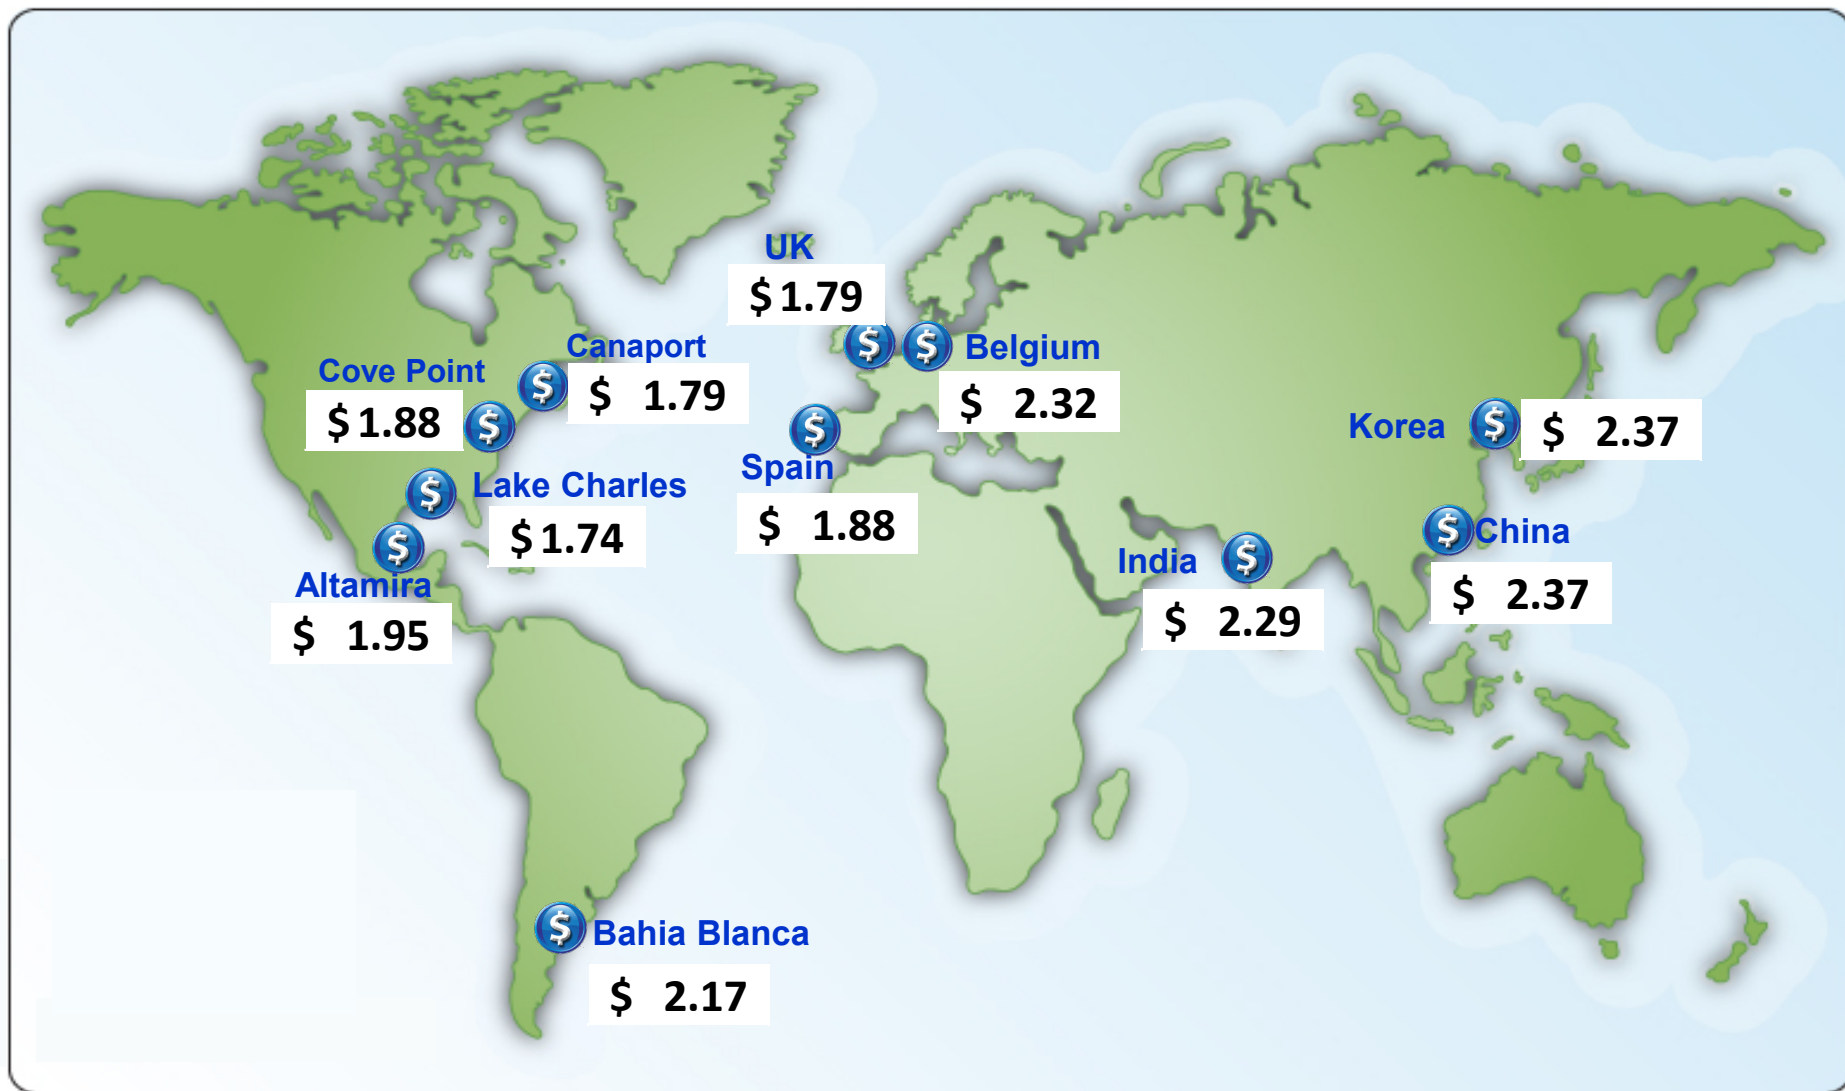 UK
$ 1.79
Canaport
$ 1.79
Cove Point
$ 1.88
Belgium
$ 2.32
Korea
$ 2.37
Spain
$ 1.88
Lake Charles
$ 1.74
China
$ 2.37
India
$ 2.29
Altamira
$ 1.95
Bahia Blanca
$ 2.17